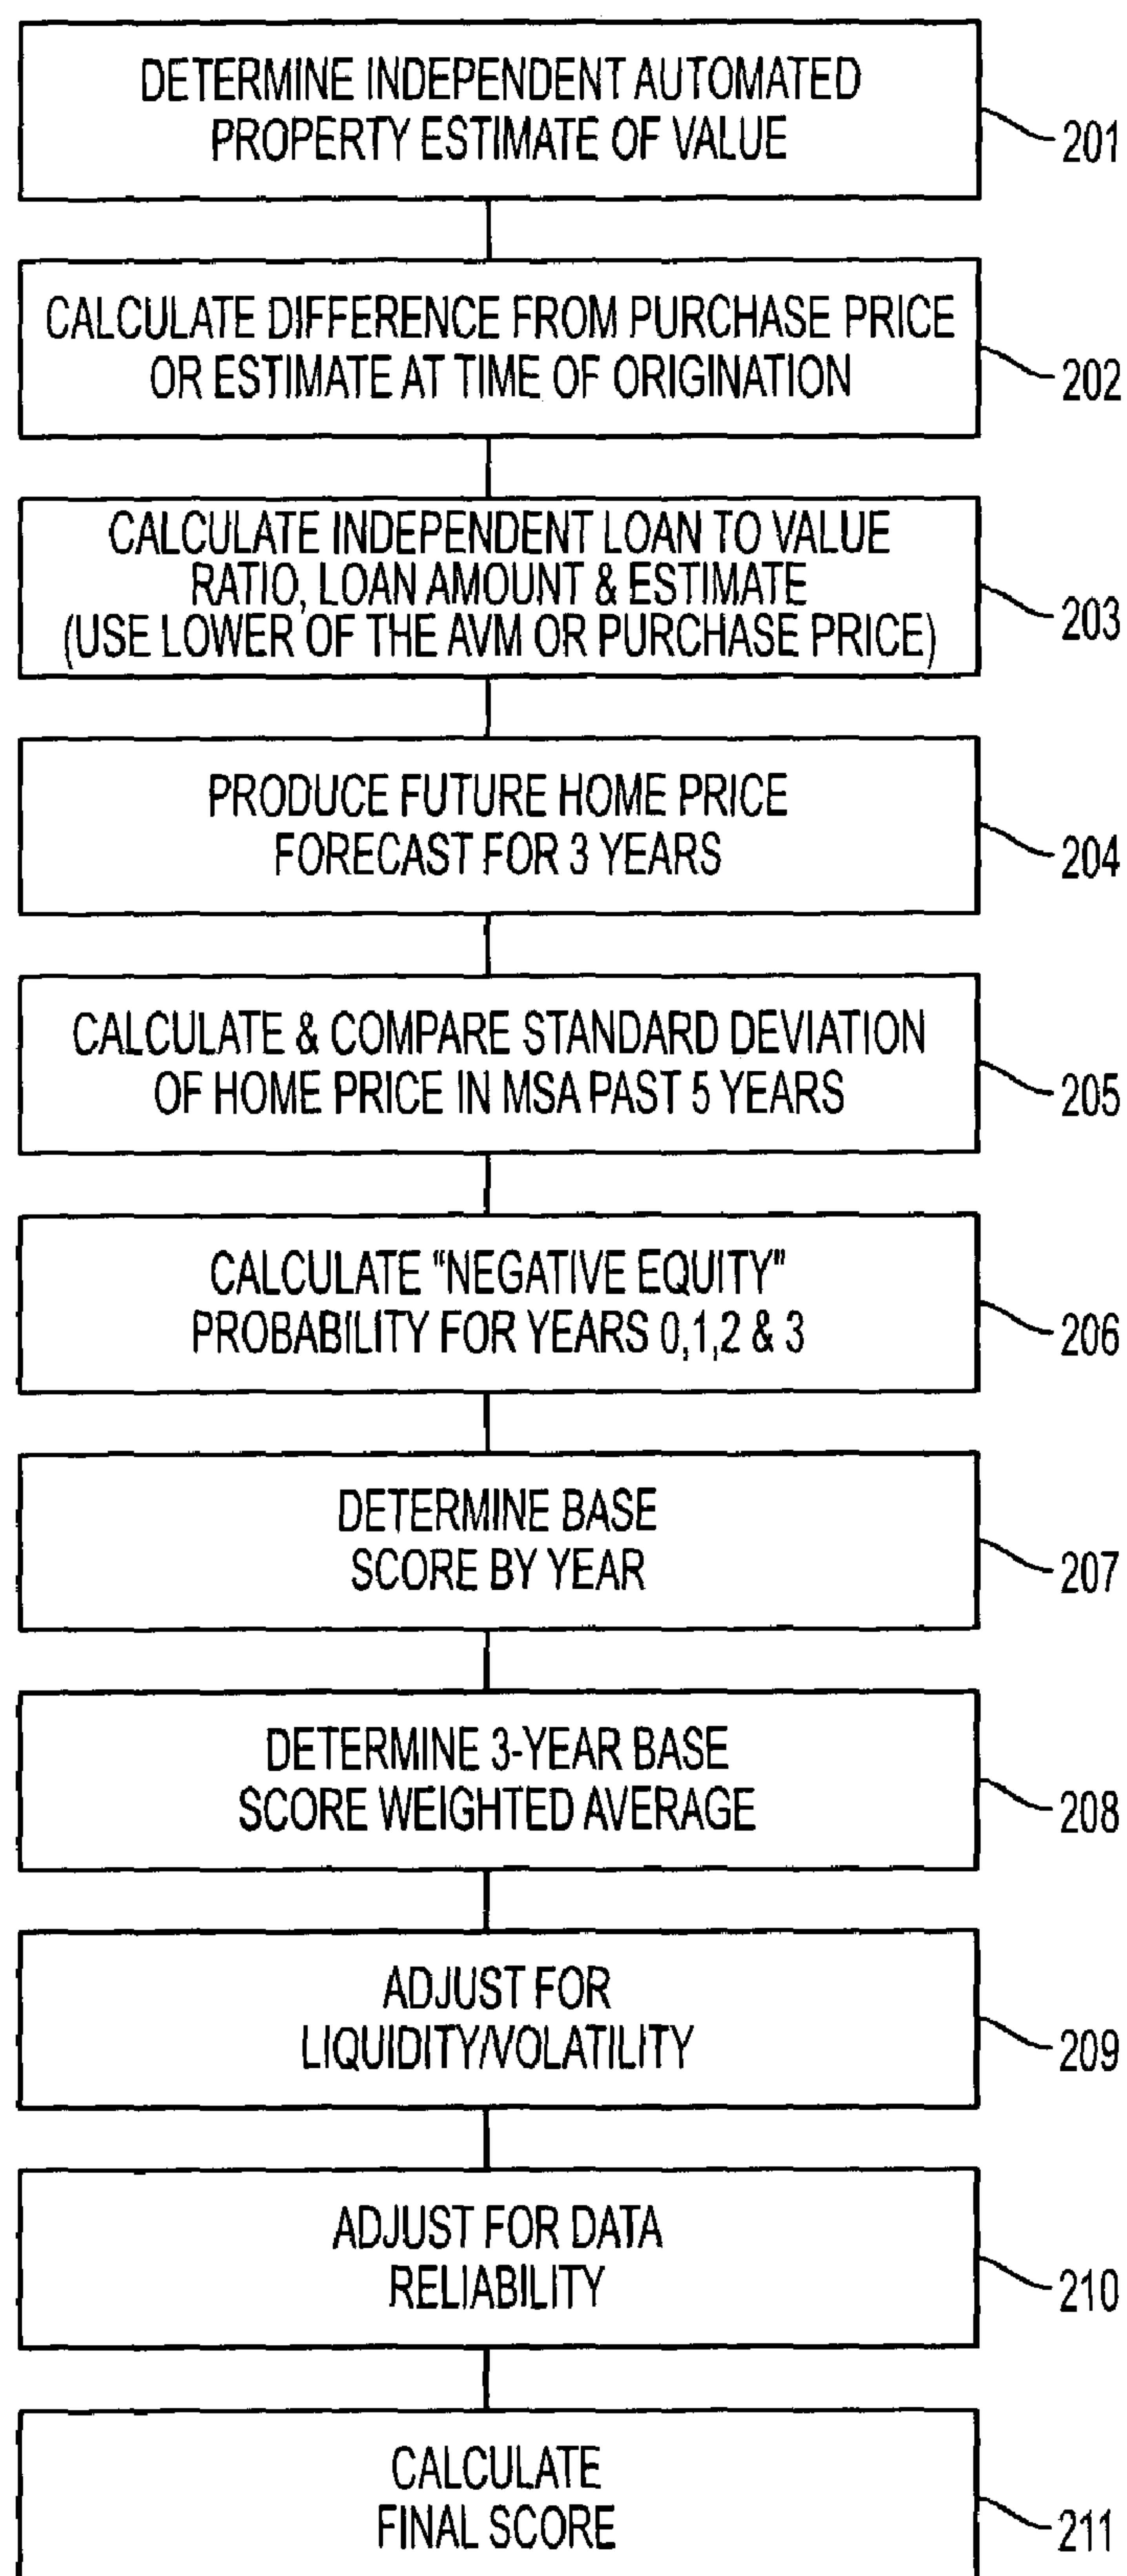 DETERMINE INDEPENDENT AUTOMATED
PROPERTY ESTIMATE OF VALUE
201
CALCULATE DIFFERENCE FROM PURCHASE PRICE
OR ESTIMATE AT TIME OF ORIGINATION
202
CALCULATE INDEPENDENT LOAN TO VALUE
RATIO, LOAN AMOUNT & ESTIMATE
(USE LOWER OF THE AVM OR PURCHASE PRICE)
203
PRODUCE FUTURE HOME PRICE
FORECAST FOR 3 YEARS
204
CALCULATE & COMPARE STANDARD DEVIATION
OF HOME PRICE IN MSA PAST 5 YEARS
205
CALCULATE "NEGATIVE EQUITY"
PROBABILITY FOR YEARS 0,1,2 & 3
206
DETERMINE BASE
SCORE BY YEAR
207
DETERMINE 3-YEAR BASE
SCORE WEIGHTED AVERAGE
208
ADJUST FOR
LIQUIDITY/VOLATILITY
209
ADJUST FOR DATA
RELIABILITY
210
CALCULATE
FINAL SCORE
211